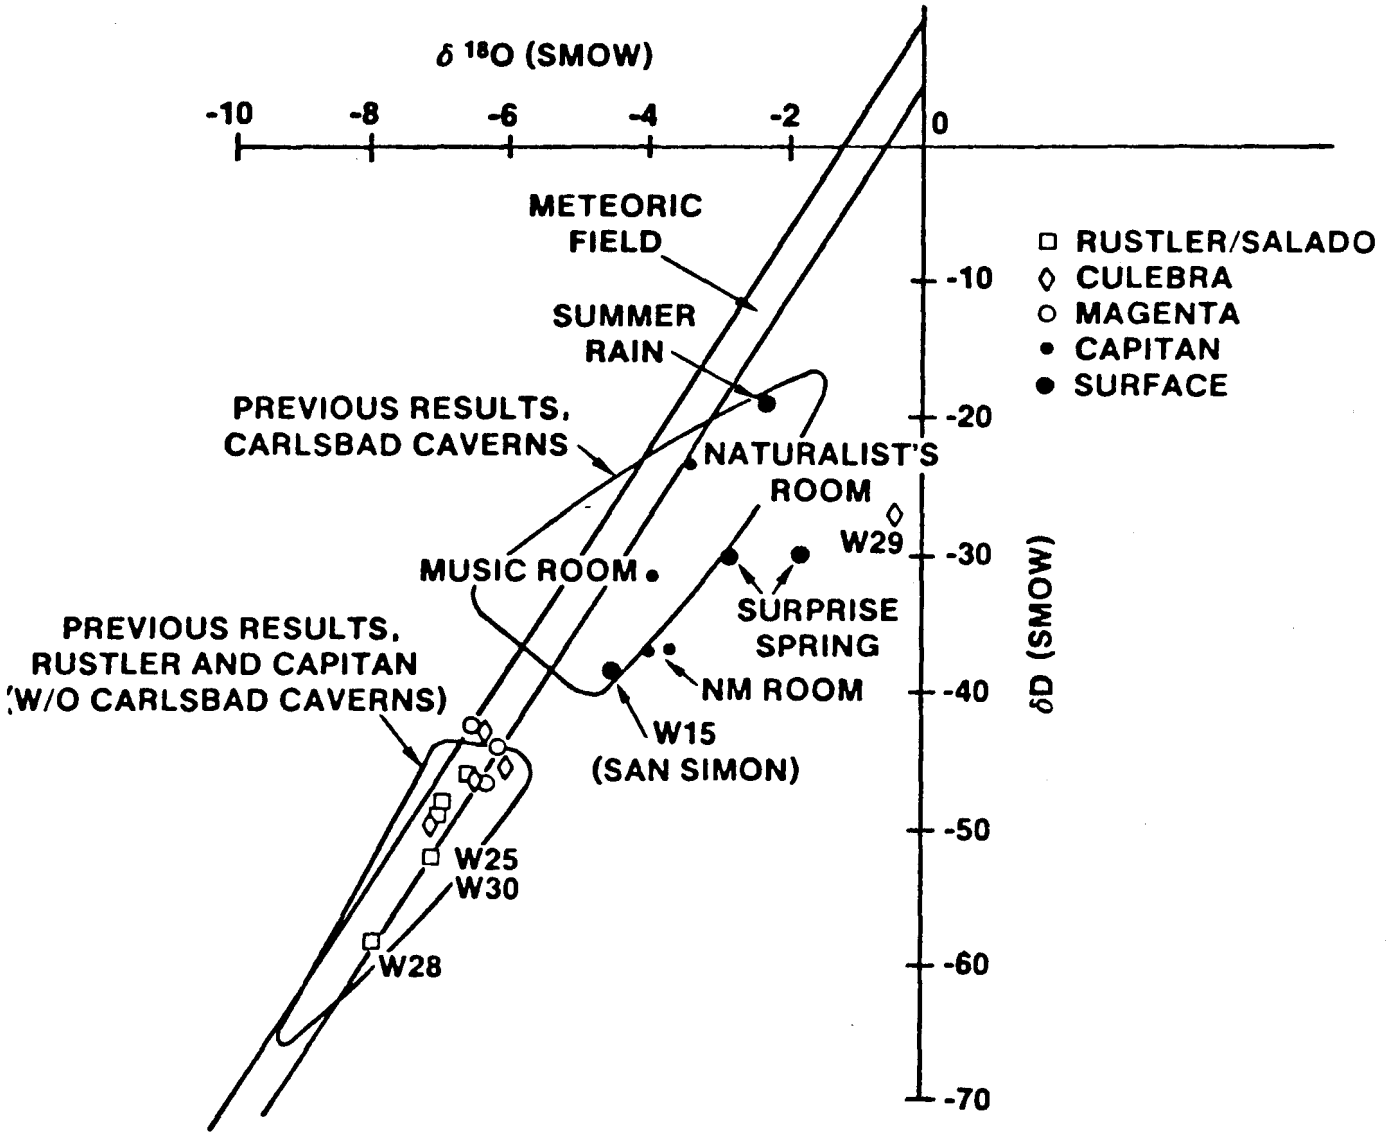 δ ¹⁸O (SMOW)
-10 -8 -6 -4 -2 0
METEORIC
FIELD
SUMMER
RAIN
PREVIOUS RESULTS,
CARLSBAD CAVERNS
□ RUSTLER/SALADO
◊ CULEBRA
○ MAGENTA
• CAPITAN
● SURFACE
-10
-20
-30
-40
-50
-60
-70
δD (SMOW)
NATURALIST'S
ROOM
W29
MUSIC ROOM
SURPRISE
SPRING
NM ROOM
W15
(SAN SIMON)
PREVIOUS RESULTS,
RUSTLER AND CAPITAN
(W/O CARLSBAD CAVERNS)
W25
W30
W28